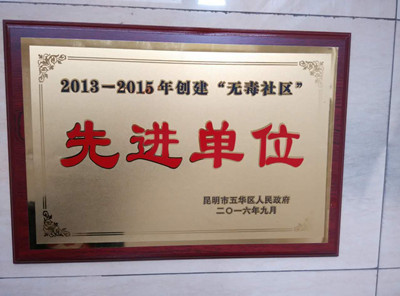 2013—2015年创建“无毒社区”
先进单位
昆明市五华区人民政府
二〇一六年九月